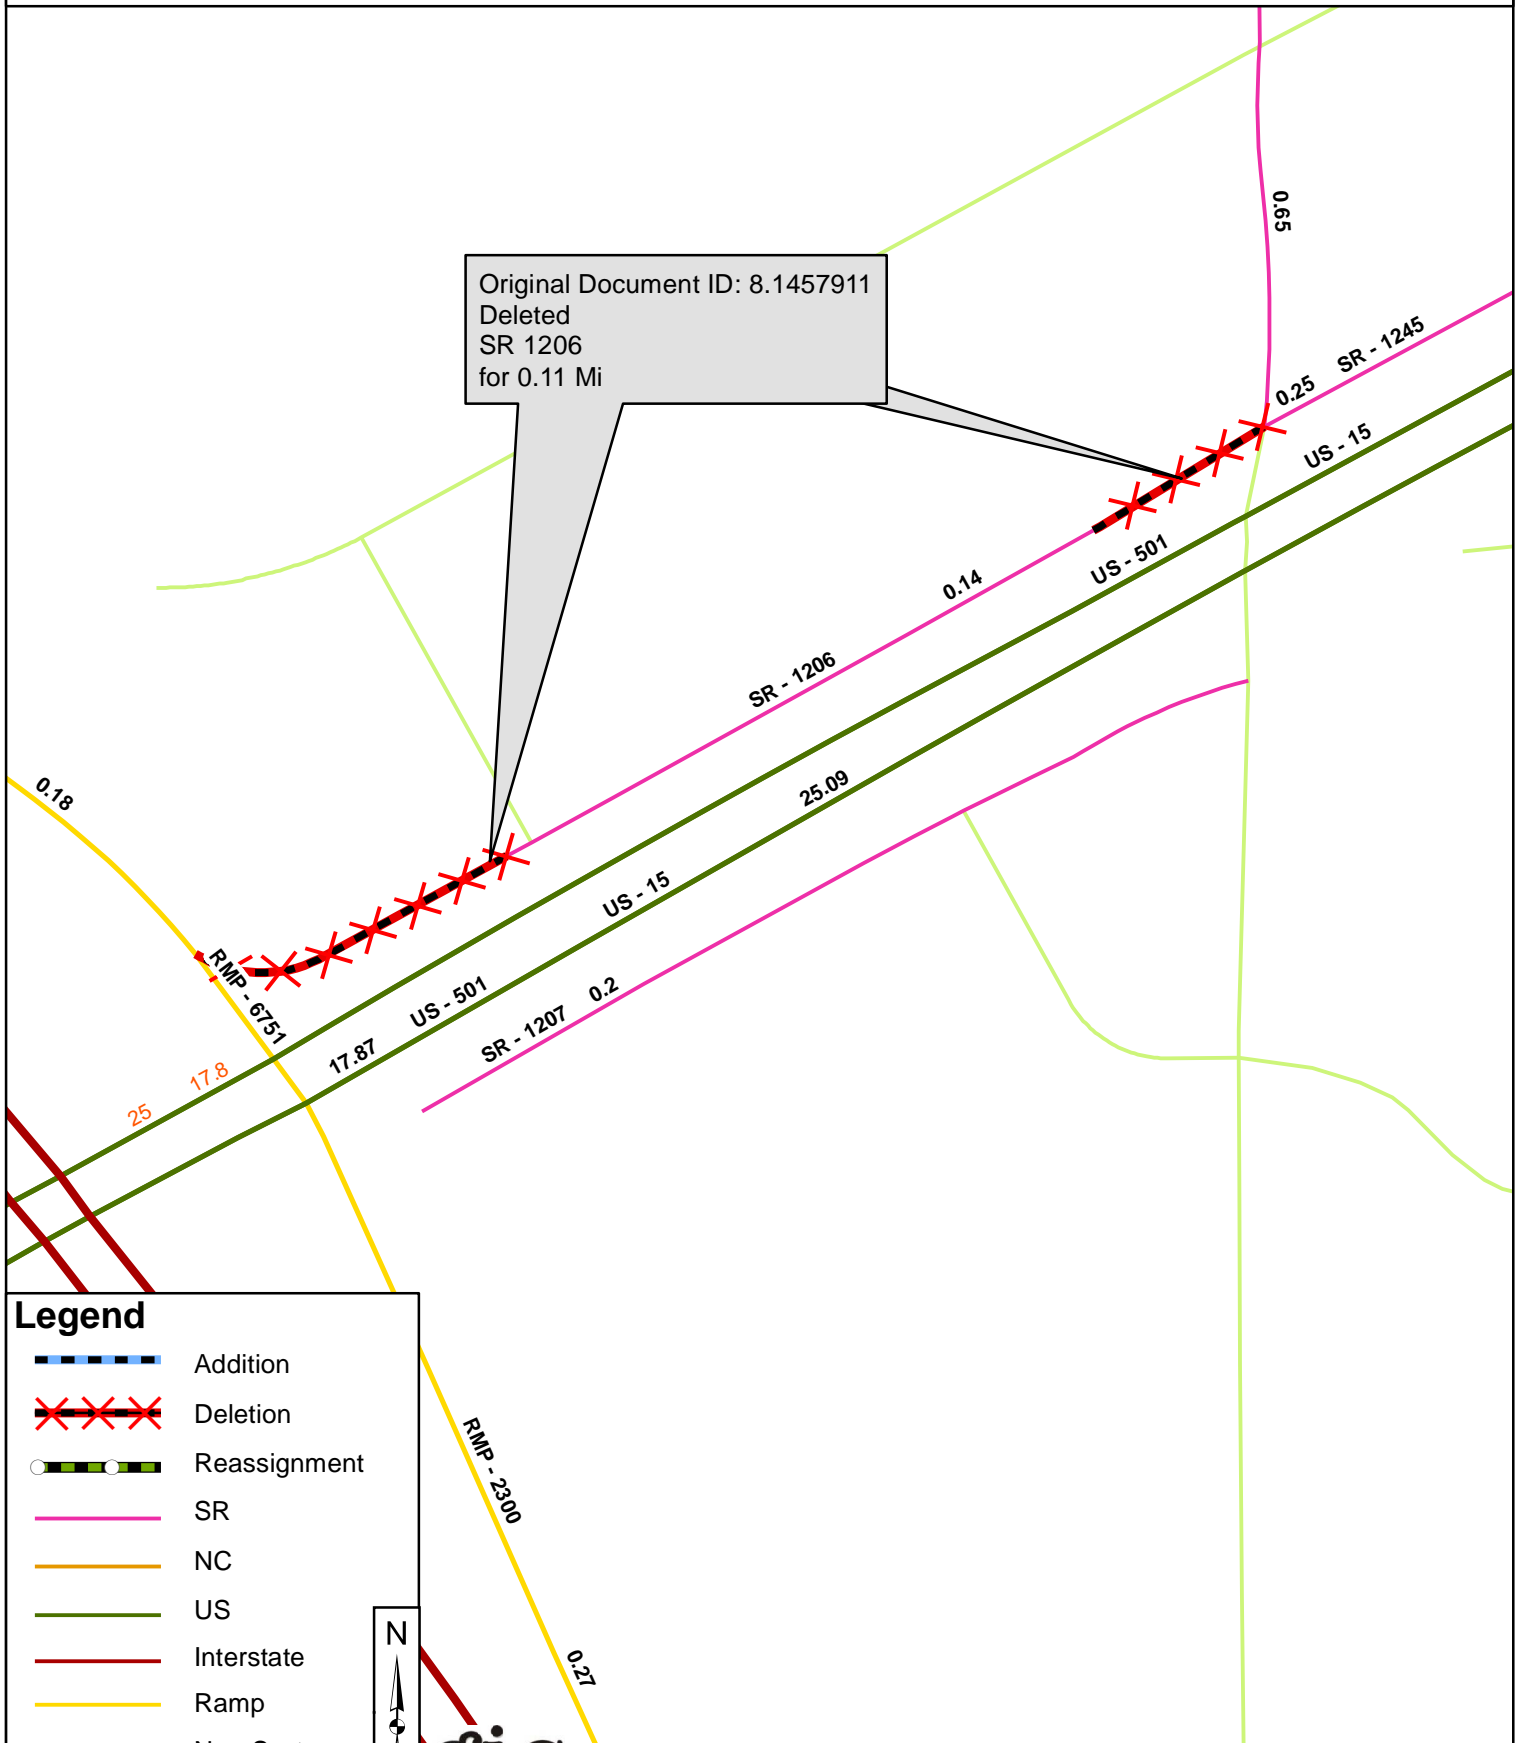 0.65
Original Document ID: 8.1457911
Deleted
SR 1206
for 0.11 Mi
SR - 1245
0.25
US - 15
US - 501
0.14
SR - 1206
25.09
0.18
US - 15
RMP - 6751
US - 501
0.2
SR - 1207
17.87
17.8
25
Legend
Addition
Deletion
Reassignment
SR
NC
US
Interstate
Ramp
N
RMP - 2300
0.27